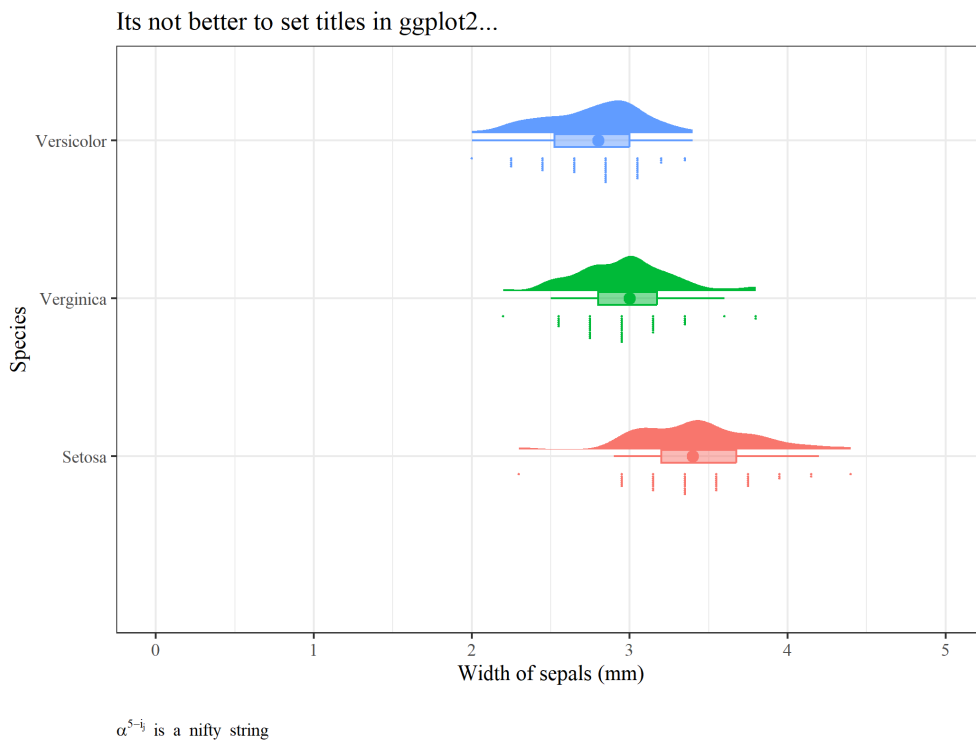 Its not better to set titles in ggplot2...
Species
Versicolor
Verginica
Setosa
0 1 2 3 4 5
Width of sepals (mm)
α⁵⁻ⁱⱼ is a nifty string